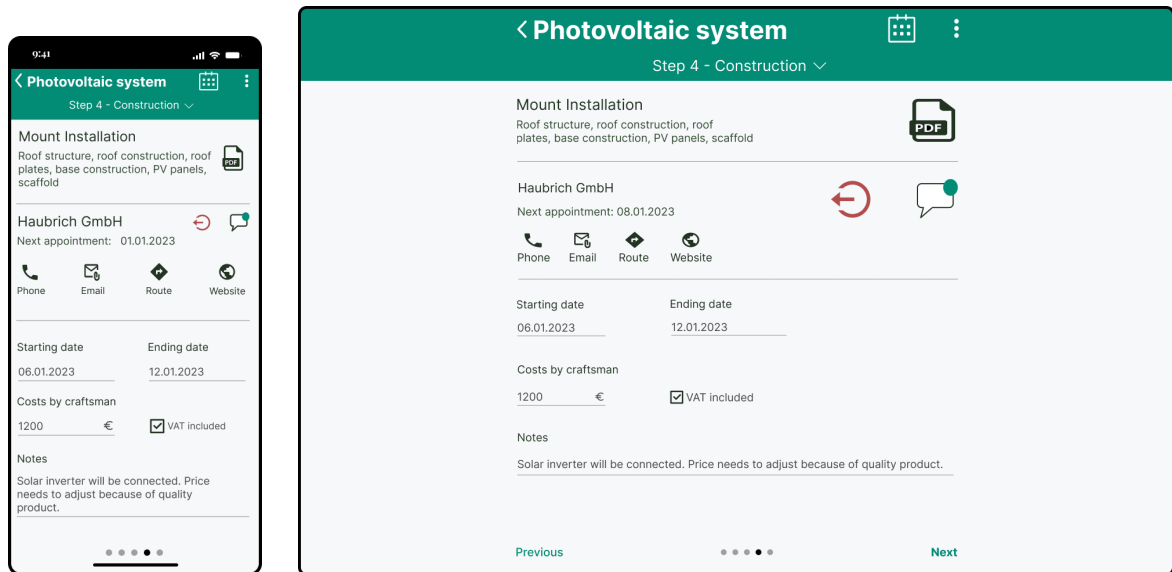 9:41
Photovoltaic system
Step 4 - Construction
Mount Installation
Roof structure, roof construction, roof
plates, base construction, PV panels,
scaffold
PDF
Haubrich GmbH
Next appointment: 01.01.2023
Phone Email Route Website
Starting date Ending date
06.01.2023 12.01.2023
Costs by craftsman
1200 € VAT included
Notes
Solar inverter will be connected. Price
needs to adjust because of quality
product.
Photovoltaic system
Step 4 - Construction
Mount Installation
Roof structure, roof construction, roof
plates, base construction, PV panels, scaffold
PDF
Haubrich GmbH
Next appointment: 08.01.2023
Phone Email Route Website
Starting date Ending date
06.01.2023 12.01.2023
Costs by craftsman
1200 € VAT included
Notes
Solar inverter will be connected. Price needs to adjust because of quality product.
Previous Next